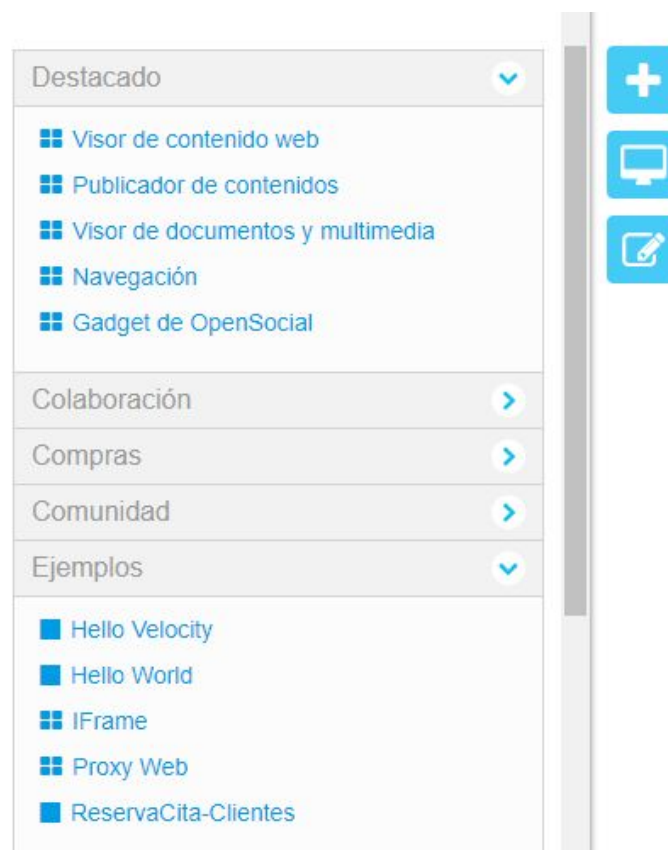 Destacado
Visor de contenido web
Publicador de contenidos
Visor de documentos y multimedia
Navegación
Gadget de OpenSocial
Colaboración
Compras
Comunidad
Ejemplos
Hello Velocity
Hello World
IFrame
Proxy Web
ReservaCita-Clientes